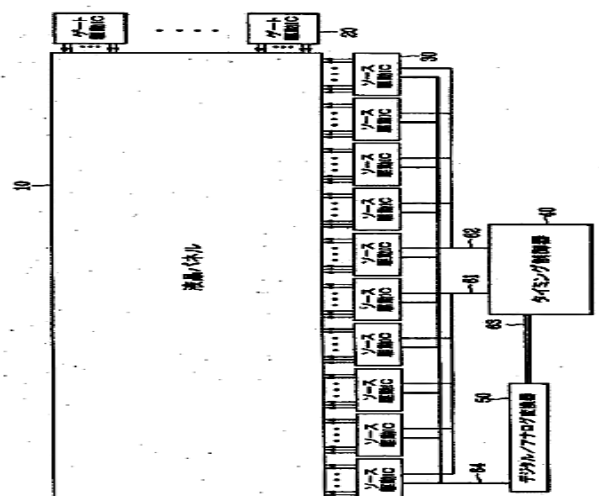 ゲート
駆動IC
ゲート
駆動IC
20
10
液晶パネル
30
ソース
駆動IC
ソース
駆動IC
ソース
駆動IC
ソース
駆動IC
ソース
駆動IC
ソース
駆動IC
ソース
駆動IC
ソース
駆動IC
ソース
駆動IC
ソース
駆動IC
62
61
40
タイミング制御器
63
50
デジタル/アナログ変換器
64